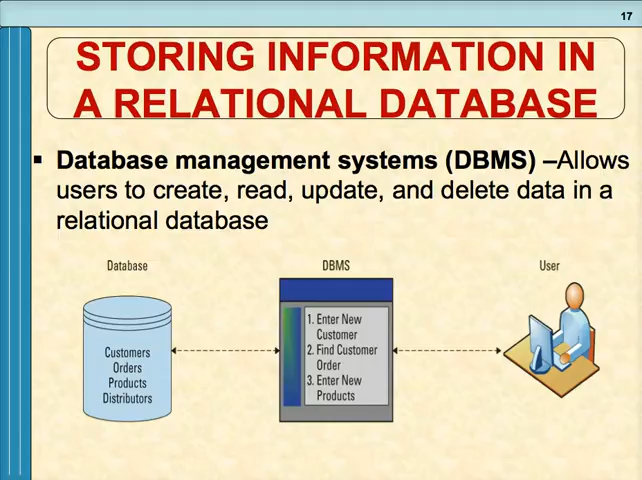 17
STORING INFORMATION IN
A RELATIONAL DATABASE
▪ Database management systems (DBMS) –Allows
users to create, read, update, and delete data in a
relational database
Database
DBMS
User
Customers
Orders
Products
Distributors
1. Enter New
Customer
2. Find Customer
Order
3. Enter New
Products